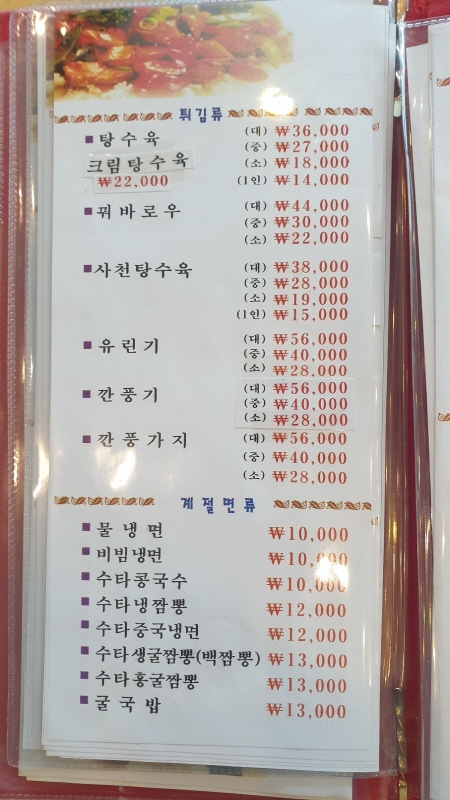 튀김류
■ 탕수육 (대) ₩36,000
(중) ₩27,000
크림탕수육 (소) ₩18,000
₩22,000 (1인) ₩14,000
■ 꿔바로우 (대) ₩44,000
(중) ₩30,000
(소) ₩22,000
■ 사천탕수육 (대) ₩38,000
(중) ₩28,000
(소) ₩19,000
(1인) ₩15,000
■ 유린기 (대) ₩56,000
(중) ₩40,000
(소) ₩28,000
■ 깐풍기 (대) ₩56,000
(중) ₩40,000
(소) ₩28,000
■ 깐풍가지 (대) ₩56,000
(중) ₩40,000
(소) ₩28,000
계절면류
■ 물냉면 ₩10,000
■ 비빔냉면 ₩10,000
■ 수타콩국수 ₩10,000
■ 수타냉짬뽕 ₩12,000
■ 수타중국냉면 ₩12,000
■ 수타생굴짬뽕(백짬뽕) ₩13,000
■ 수타홍굴짬뽕 ₩13,000
■ 굴국밥 ₩13,000